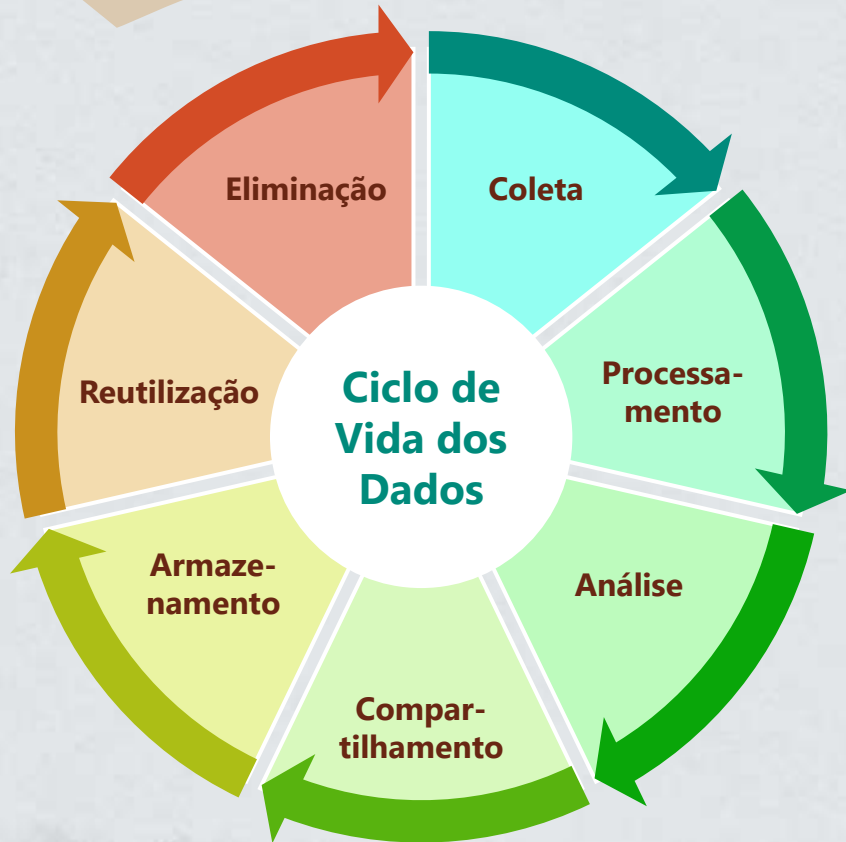 Ciclo de
Vida dos
Dados
Coleta
Processa-
mento
Análise
Compar-
tilhamento
Armaze-
namento
Reutilização
Eliminação